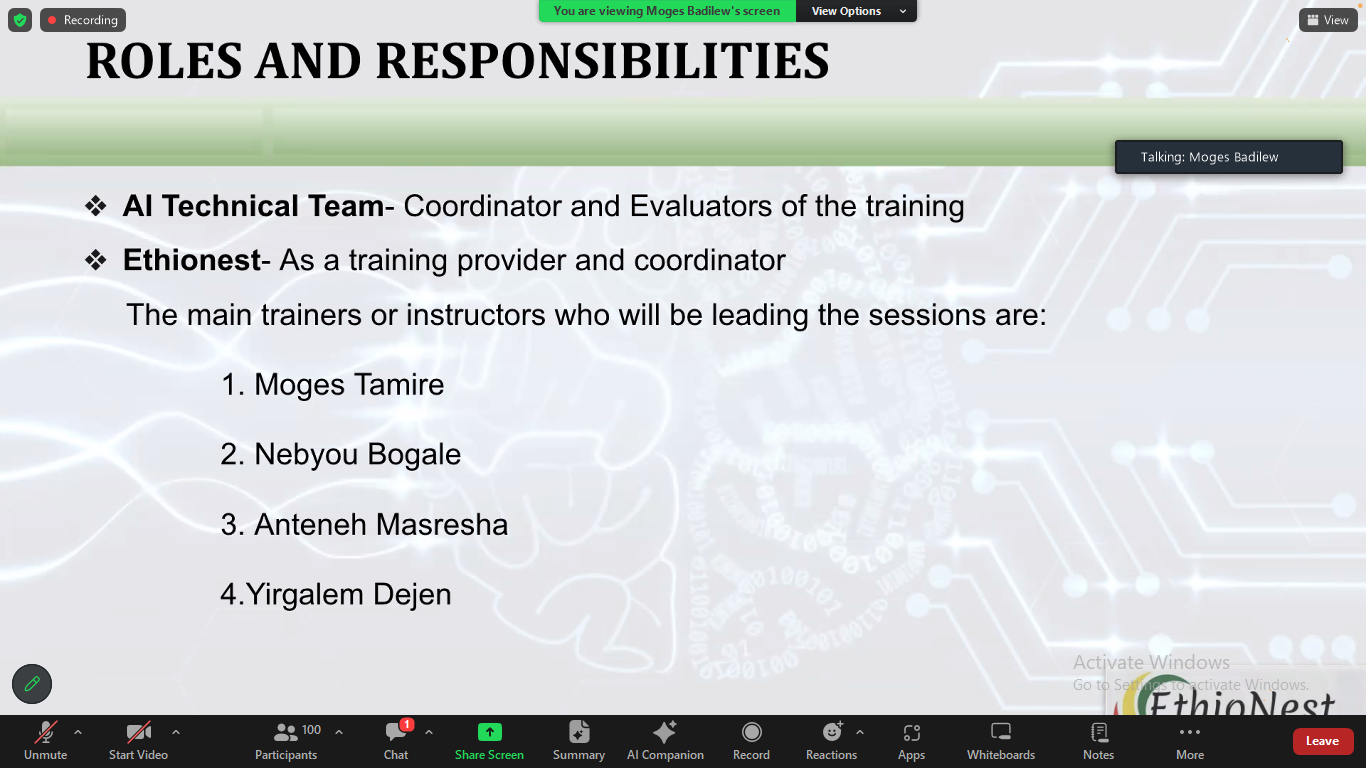 Recording
You are viewing Moges Badilew's screen
View Options
View
ROLES AND RESPONSIBILITIES
Talking: Moges Badilew
❖ AI Technical Team- Coordinator and Evaluators of the training
❖ Ethionest- As a training provider and coordinator
The main trainers or instructors who will be leading the sessions are:
1. Moges Tamire
2. Nebyou Bogale
3. Anteneh Masresha
4.Yirgalem Dejen
Activate Windows
Go to Settings to activate Windows.
EthioNest
Unmute
Start Video
100
Participants
1
Chat
Share Screen
Summary
AI Companion
Record
Reactions
Apps
Whiteboards
Notes
More
Leave